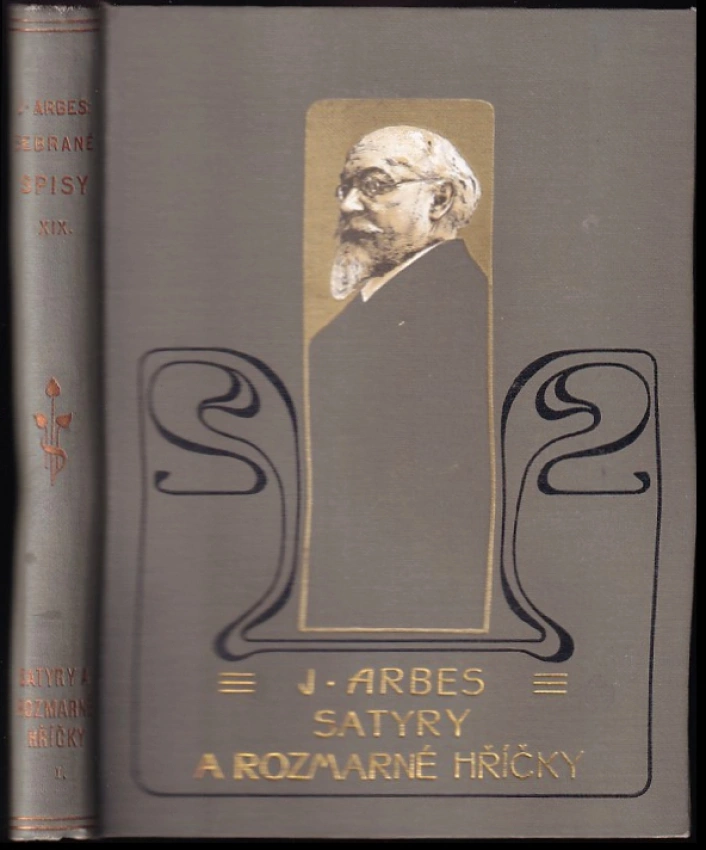 J·ARBES:
SEBRANÉ
SPISY
XIX.
SATYRY A
ROZMARNÉ
HŘÍČKY
I.
J·ARBES
SATYRY
A ROZMARNÉ HŘÍČKY